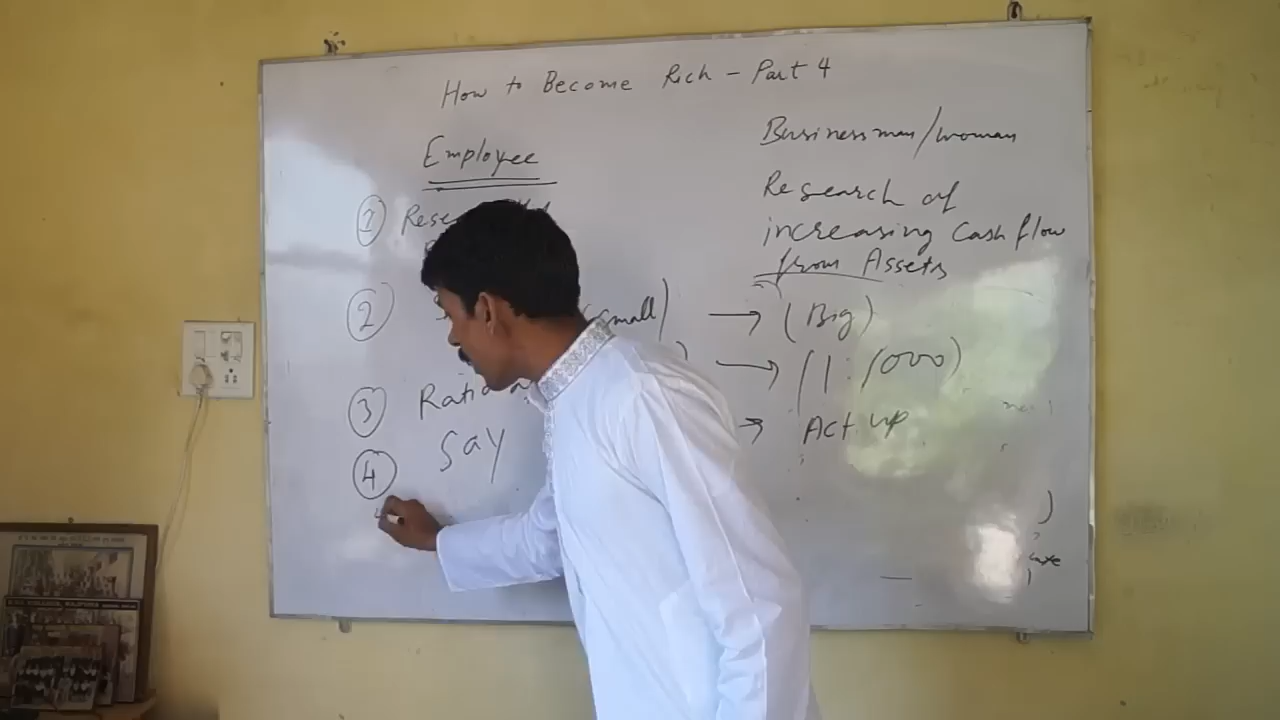 How to Become Rich - Part 4
Employee
Businessman/woman
① Rese
Research of
increasing Cash flow
from Assets
② (small) → (Big)
→ (1:1000)
③ Ratio
→ Act up
④ Say